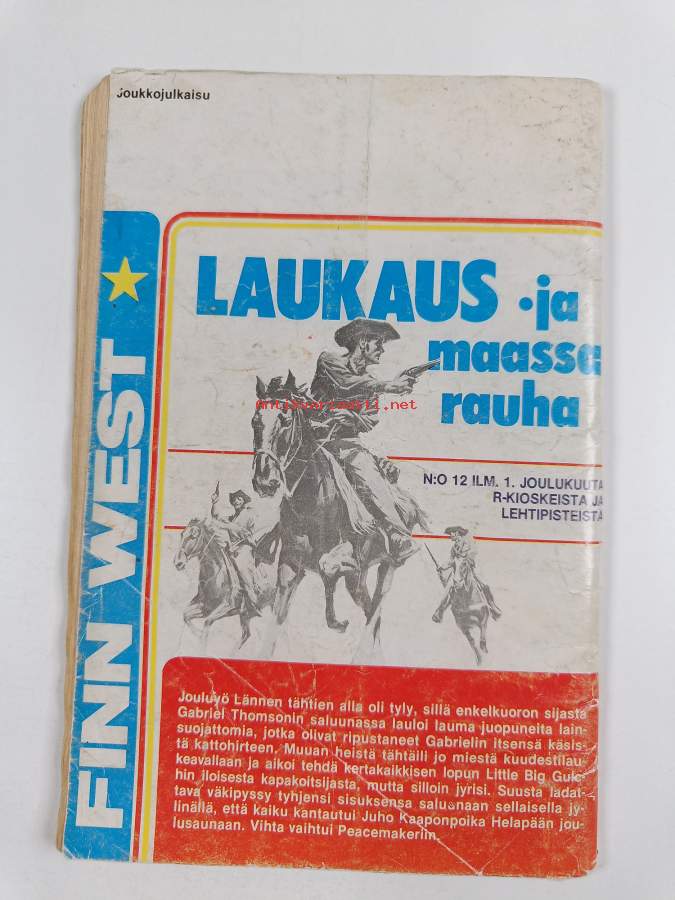 Joukkojulkaisu
FINN WEST
LAUKAUS - ja
maassa
rauha
Antikvariaatti.net
N:O 12 ILM. 1. JOULUKUUTA
R-KIOSKEISTA JA
LEHTIPISTEISTÄ
Jouluyö Lännen tähtien alla oli tyly, sillä enkelkuoron sijasta
Gabriel Thomsonin saluunassa lauloi lauma juopuneita lain-
suojattomia, jotka olivat ripustaneet Gabrielin itsensä käsis-
tä kattohirteen. Muuan heistä tähtäili jo miestä kuudestilau-
keavallaan ja aikoi tehdä kertakaikkisen lopun Little Big Gulc-
hin iloisesta kapakoitsijasta, mutta silloin jyrisi. Suusta ladat-
tava väkipyssy tyhjensi sisuksensa saluunaan sellaisella jy-
linällä, että kaiku kantautui Juho Kaaponpoika Helapään jou-
lusaunaan. Vihta vaihtui Peacemakeriin.